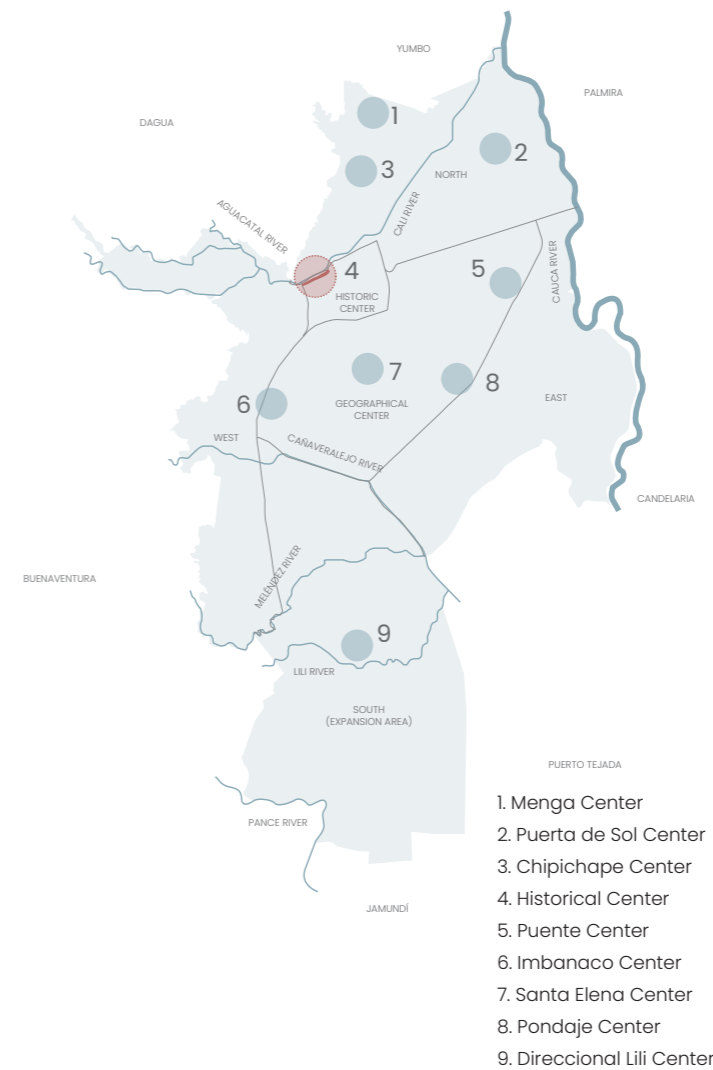 YUMBO
PALMIRA
DAGUA
1
2
3
NORTH
AGUACATAL RIVER
CALI RIVER
4
HISTORIC
CENTER
5
CAUCA RIVER
7
8
6
GEOGRAPHICAL
CENTER
EAST
WEST
CAÑAVERALEJO RIVER
CANDELARIA
BUENAVENTURA
MELÉNDEZ RIVER
9
LILI RIVER
SOUTH
(EXPANSION AREA)
PUERTO TEJADA
PANCE RIVER
JAMUNDÍ
1. Menga Center
2. Puerta de Sol Center
3. Chipichape Center
4. Historical Center
5. Puente Center
6. Imbanaco Center
7. Santa Elena Center
8. Pondaje Center
9. Direccional Lili Center